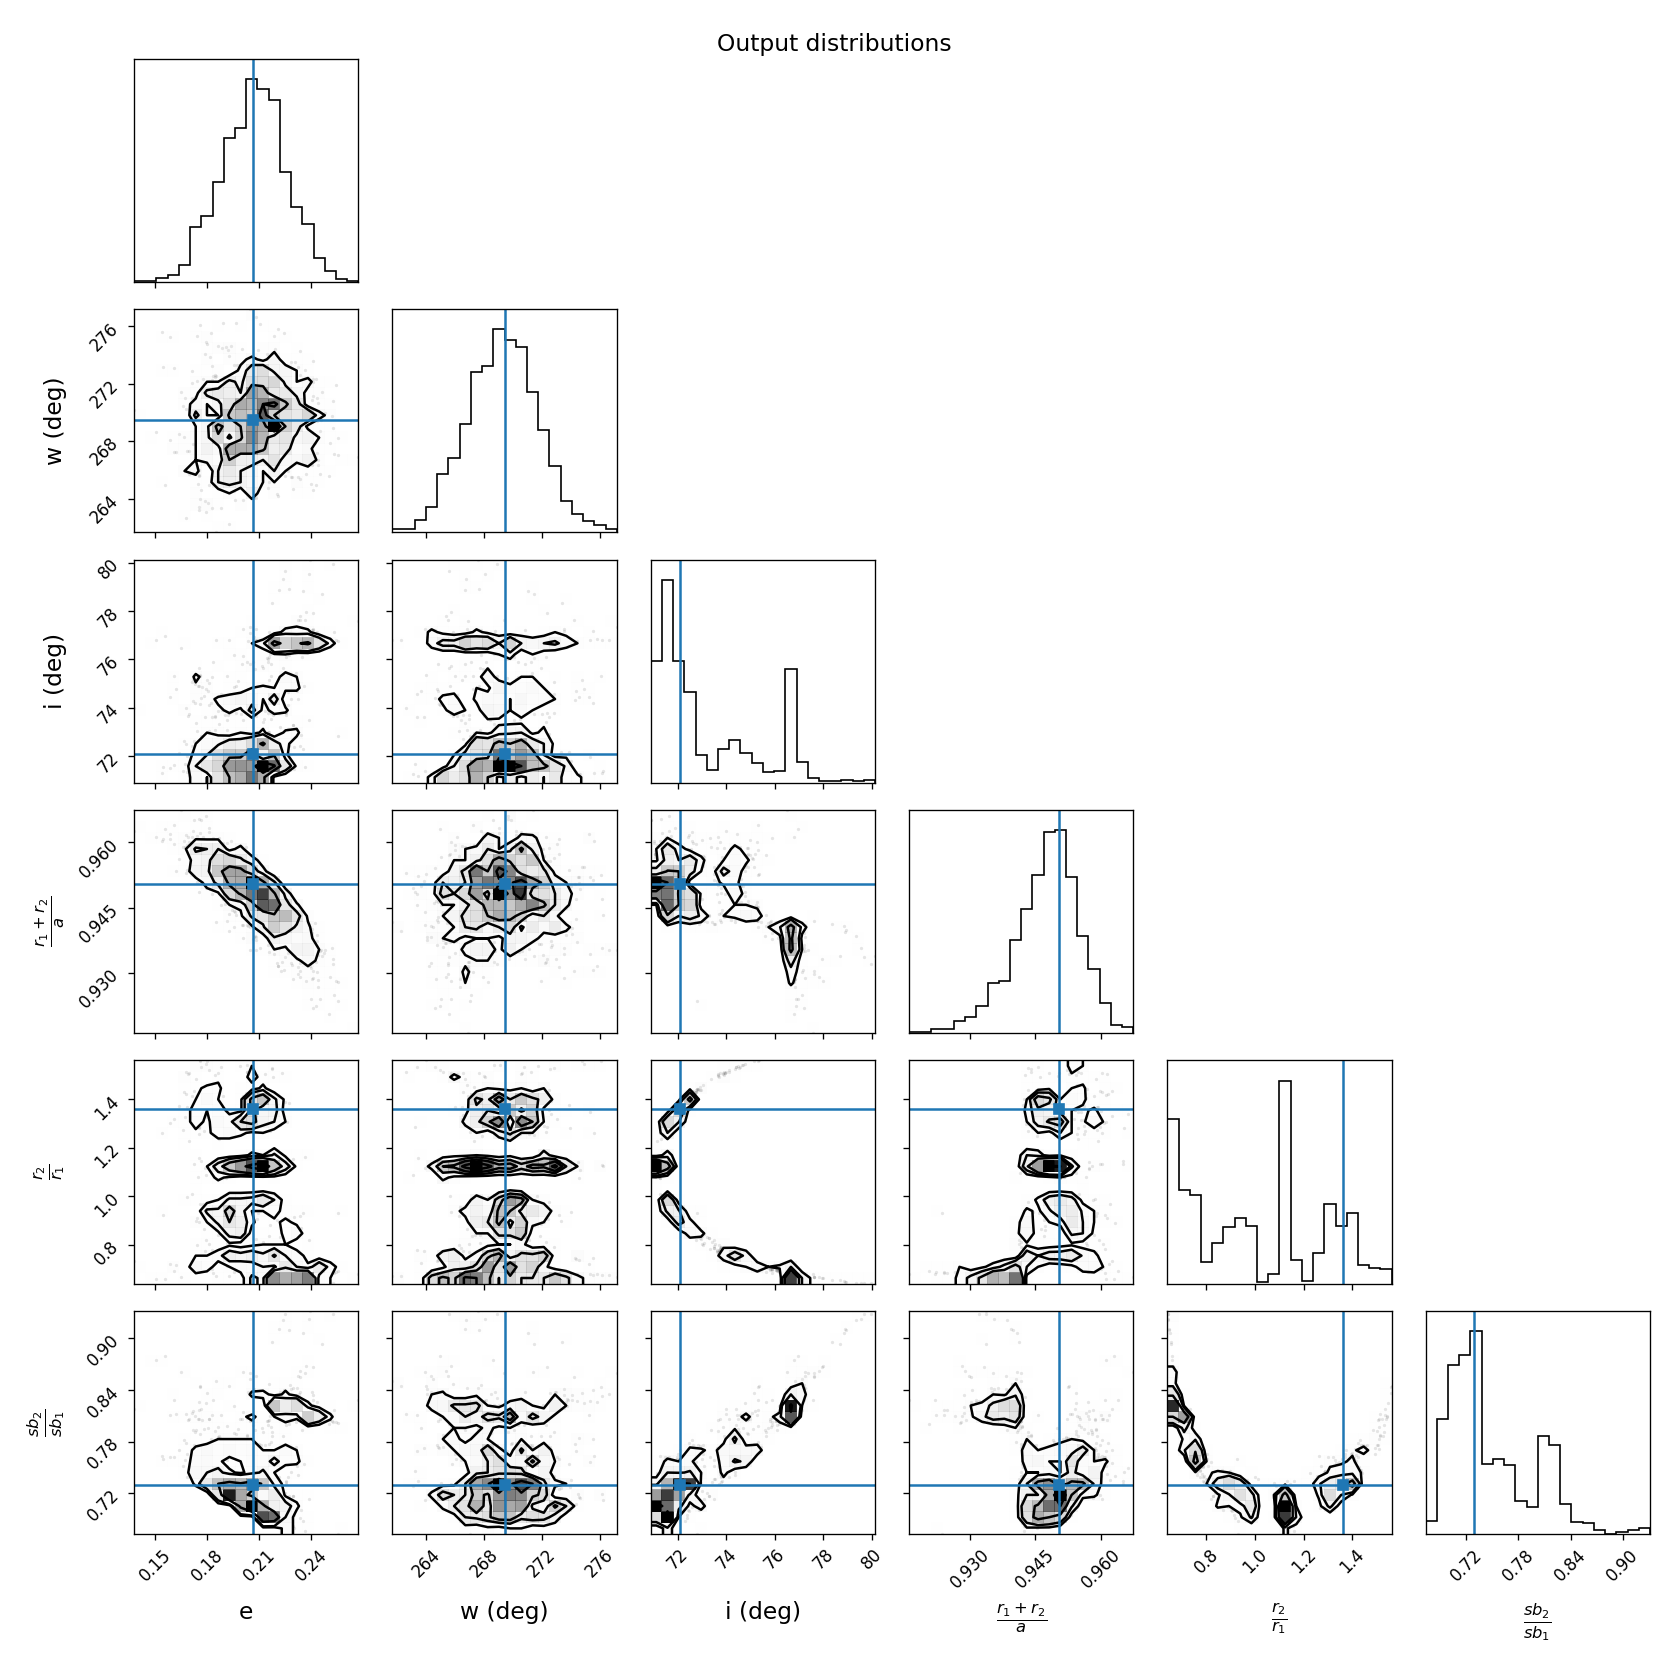 Output distributions
276
272
268
264
w (deg)
80
78
76
74
72
i (deg)
0.960
0.945
0.930
r₁ + r₂
a
1.4
1.2
1.0
0.8
r₂
r₁
0.90
0.84
0.78
0.72
sb₂
sb₁
0.15 0.18 0.21 0.24 264 268 272 276 72 74 76 78 80 0.930 0.945 0.960 0.8 1.0 1.2 1.4 0.72 0.78 0.84 0.90
e w (deg) i (deg)
r₁ + r₂
a
r₂
r₁
sb₂
sb₁